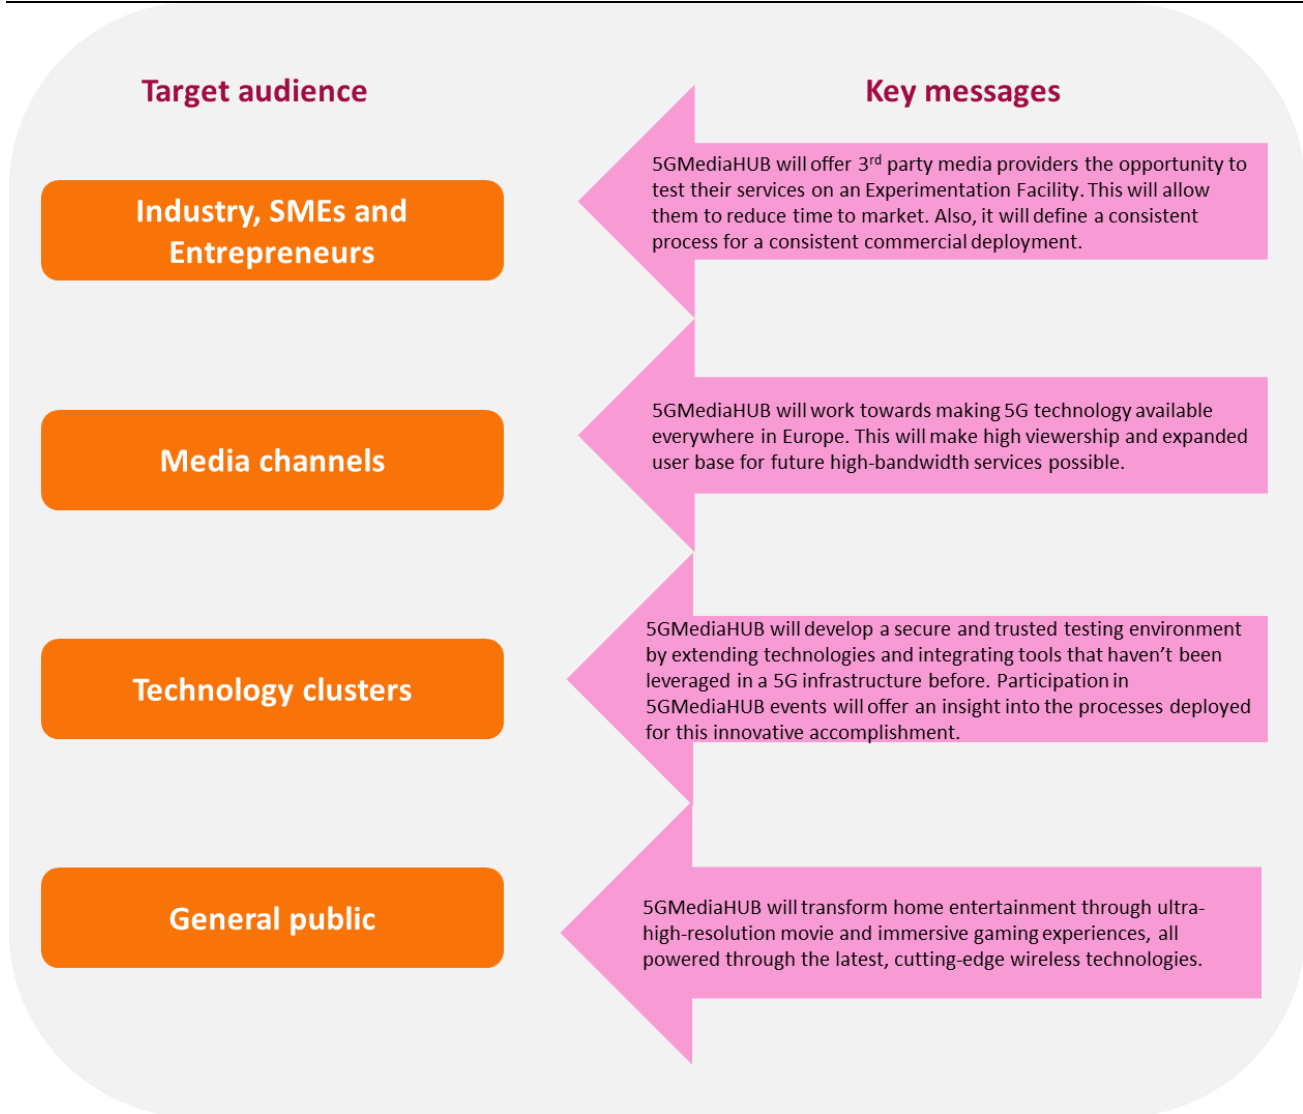 Target audience
Key messages
Industry, SMEs and
Entrepreneurs
5GMediaHUB will offer 3rd party media providers the opportunity to
test their services on an Experimentation Facility. This will allow
them to reduce time to market. Also, it will define a consistent
process for a consistent commercial deployment.
Media channels
5GMediaHUB will work towards making 5G technology available
everywhere in Europe. This will make high viewership and expanded
user base for future high-bandwidth services possible.
Technology clusters
5GMediaHUB will develop a secure and trusted testing environment
by extending technologies and integrating tools that haven’t been
leveraged in a 5G infrastructure before. Participation in
5GMediaHUB events will offer an insight into the processes deployed
for this innovative accomplishment.
General public
5GMediaHUB will transform home entertainment through ultra-
high-resolution movie and immersive gaming experiences, all
powered through the latest, cutting-edge wireless technologies.